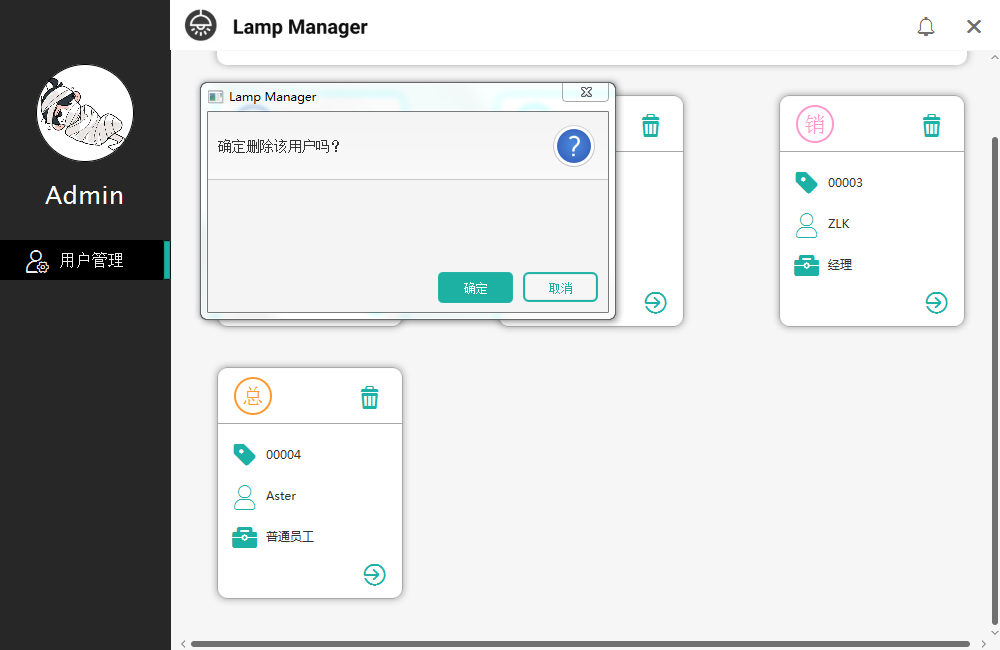 Lamp Manager
Admin
用户管理
Lamp Manager
确定删除该用户吗？
确定
取消
销
00003
ZLK
经理
总
00004
Aster
普通员工